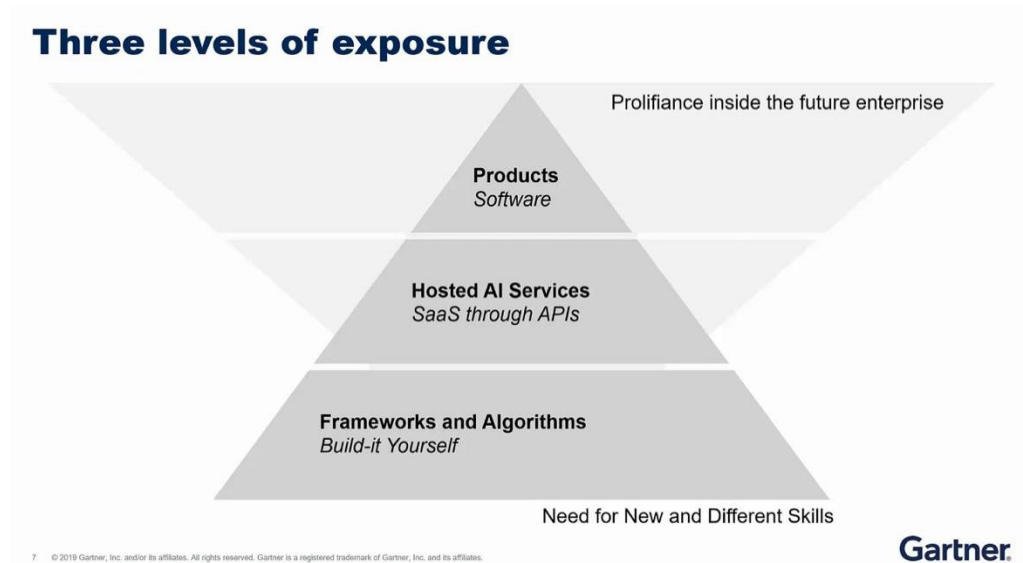 Three levels of exposure
Prolifiance inside the future enterprise
Products
Software
Hosted AI Services
SaaS through APIs
Frameworks and Algorithms
Build-it Yourself
Need for New and Different Skills
7 © 2019 Gartner, Inc. and/or its affiliates. All rights reserved. Gartner is a registered trademark of Gartner, Inc. and its affiliates.
Gartner.